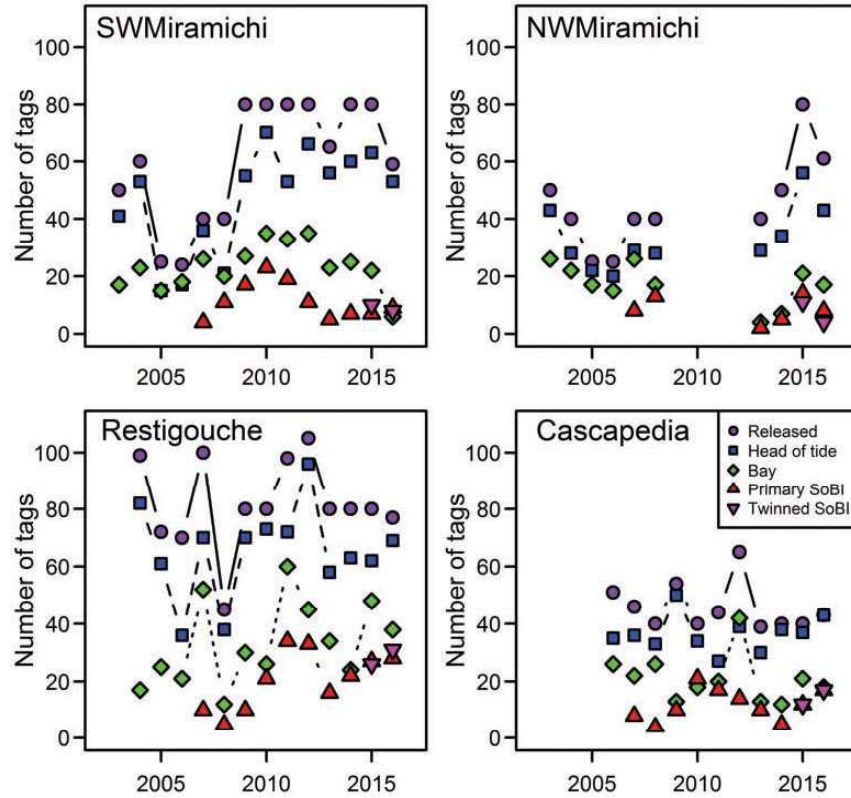 SWMiramichi
NWMiramichi
Number of tags
100
80
60
40
20
0
2005
2010
2015
Number of tags
100
80
60
40
20
0
2005
2010
2015
Restigouche
Cascapedia
Number of tags
100
80
60
40
20
0
2005
2010
2015
Number of tags
100
80
60
40
20
0
2005
2010
2015
Released
Head of tide
Bay
Primary SoBI
Twinned SoBI